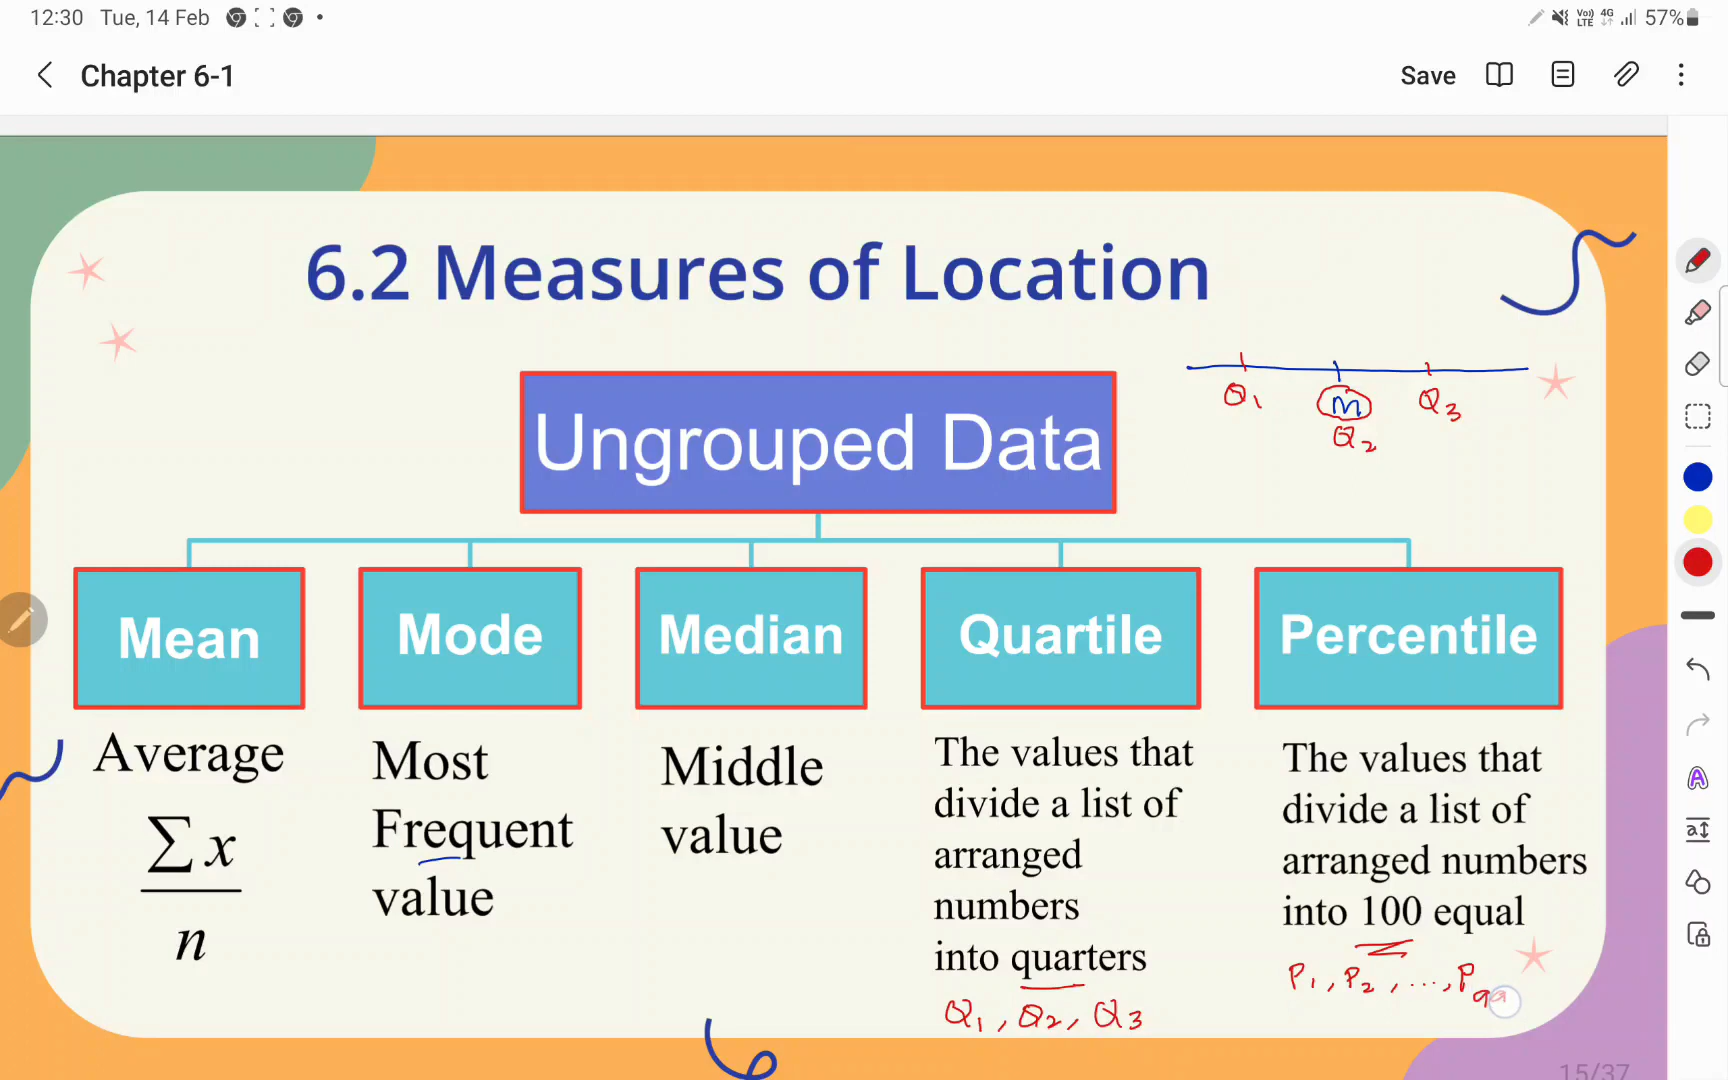 12:30 Tue, 14 Feb
Vo)) LTE 4G 57%
Chapter 6-1
Save
6.2 Measures of Location
Q1 M Q3
Q2
Ungrouped Data
Mean
Average
∑x
n
Mode
Most
Frequent
value
Median
Middle
value
Quartile
The values that
divide a list of
arranged
numbers
into quarters
Q1, Q2, Q3
Percentile
The values that
divide a list of
arranged numbers
into 100 equal
P1, P2, ..., P99
15/37
A
a